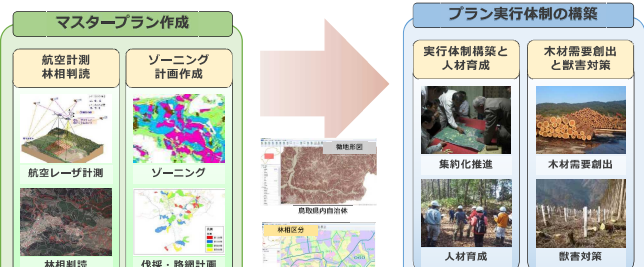 マスタープラン作成
航空計測
林相判読
航空レーザ計測
林相判読
ゾーニング
計画作成
ゾーニング
伐採・路網計画
微地形図
鳥取県内自治体
林相区分
プラン実行体制の構築
実行体制構築と
人材育成
集約化推進
人材育成
木材需要創出
と獣害対策
木材需要創出
獣害対策